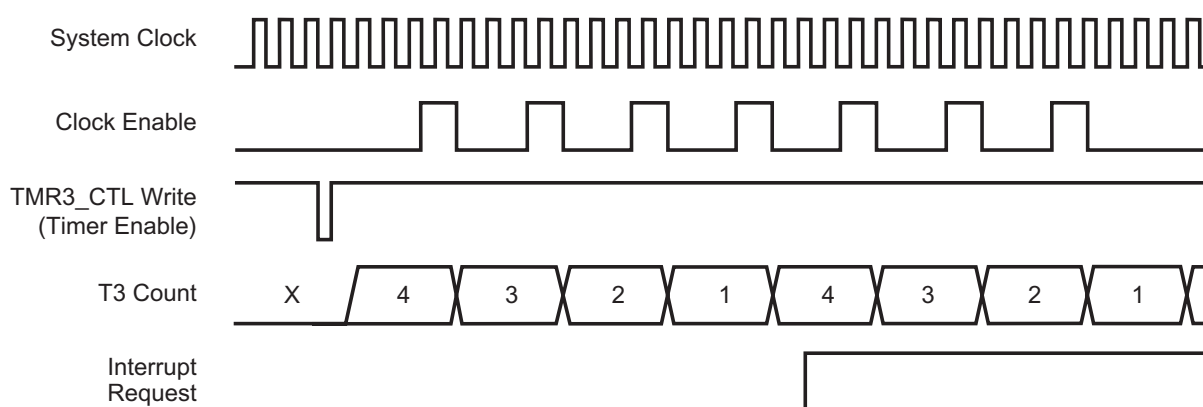 System Clock
Clock Enable
TMR3_CTL Write
(Timer Enable)
T3 Count
X 4 3 2 1 4 3 2 1
Interrupt
Request